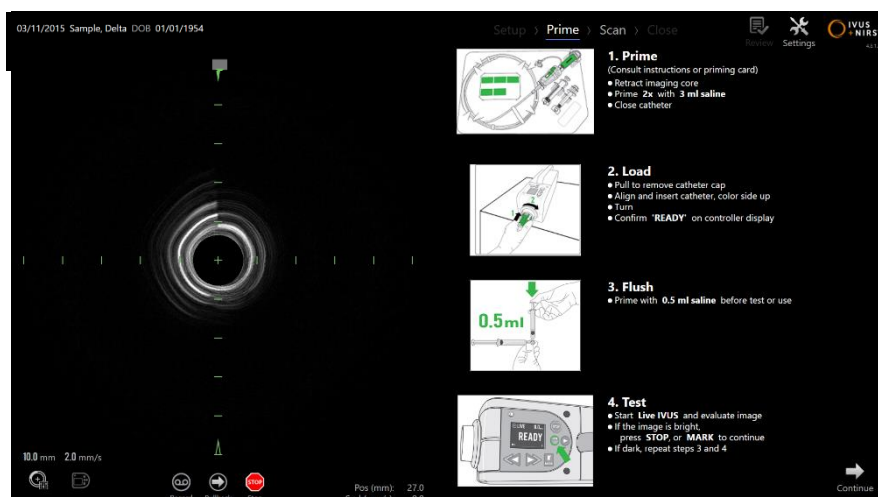 03/11/2015 Sample, Delta DOB 01/01/1954
Setup > Prime > Scan > Close
Review
Settings
IVUS
+NIRS
1. Prime
(Consult instructions or priming card)
• Retract imaging core
• Prime 2x with 3 ml saline
• Close catheter
2. Load
• Pull to remove catheter cap
• Align and insert catheter, color side up
• Turn
• Confirm 'READY' on controller display
1
2
3. Flush
• Prime with 0.5 ml saline before test or use
0.5ml
4. Test
• Start Live IVUS and evaluate image
• If the image is bright,
press STOP, or MARK to continue
• If dark, repeat steps 3 and 4
LIVE
READY
10.0 mm 2.0 mm/s
STOP
Pos (mm): 27.0
Continue